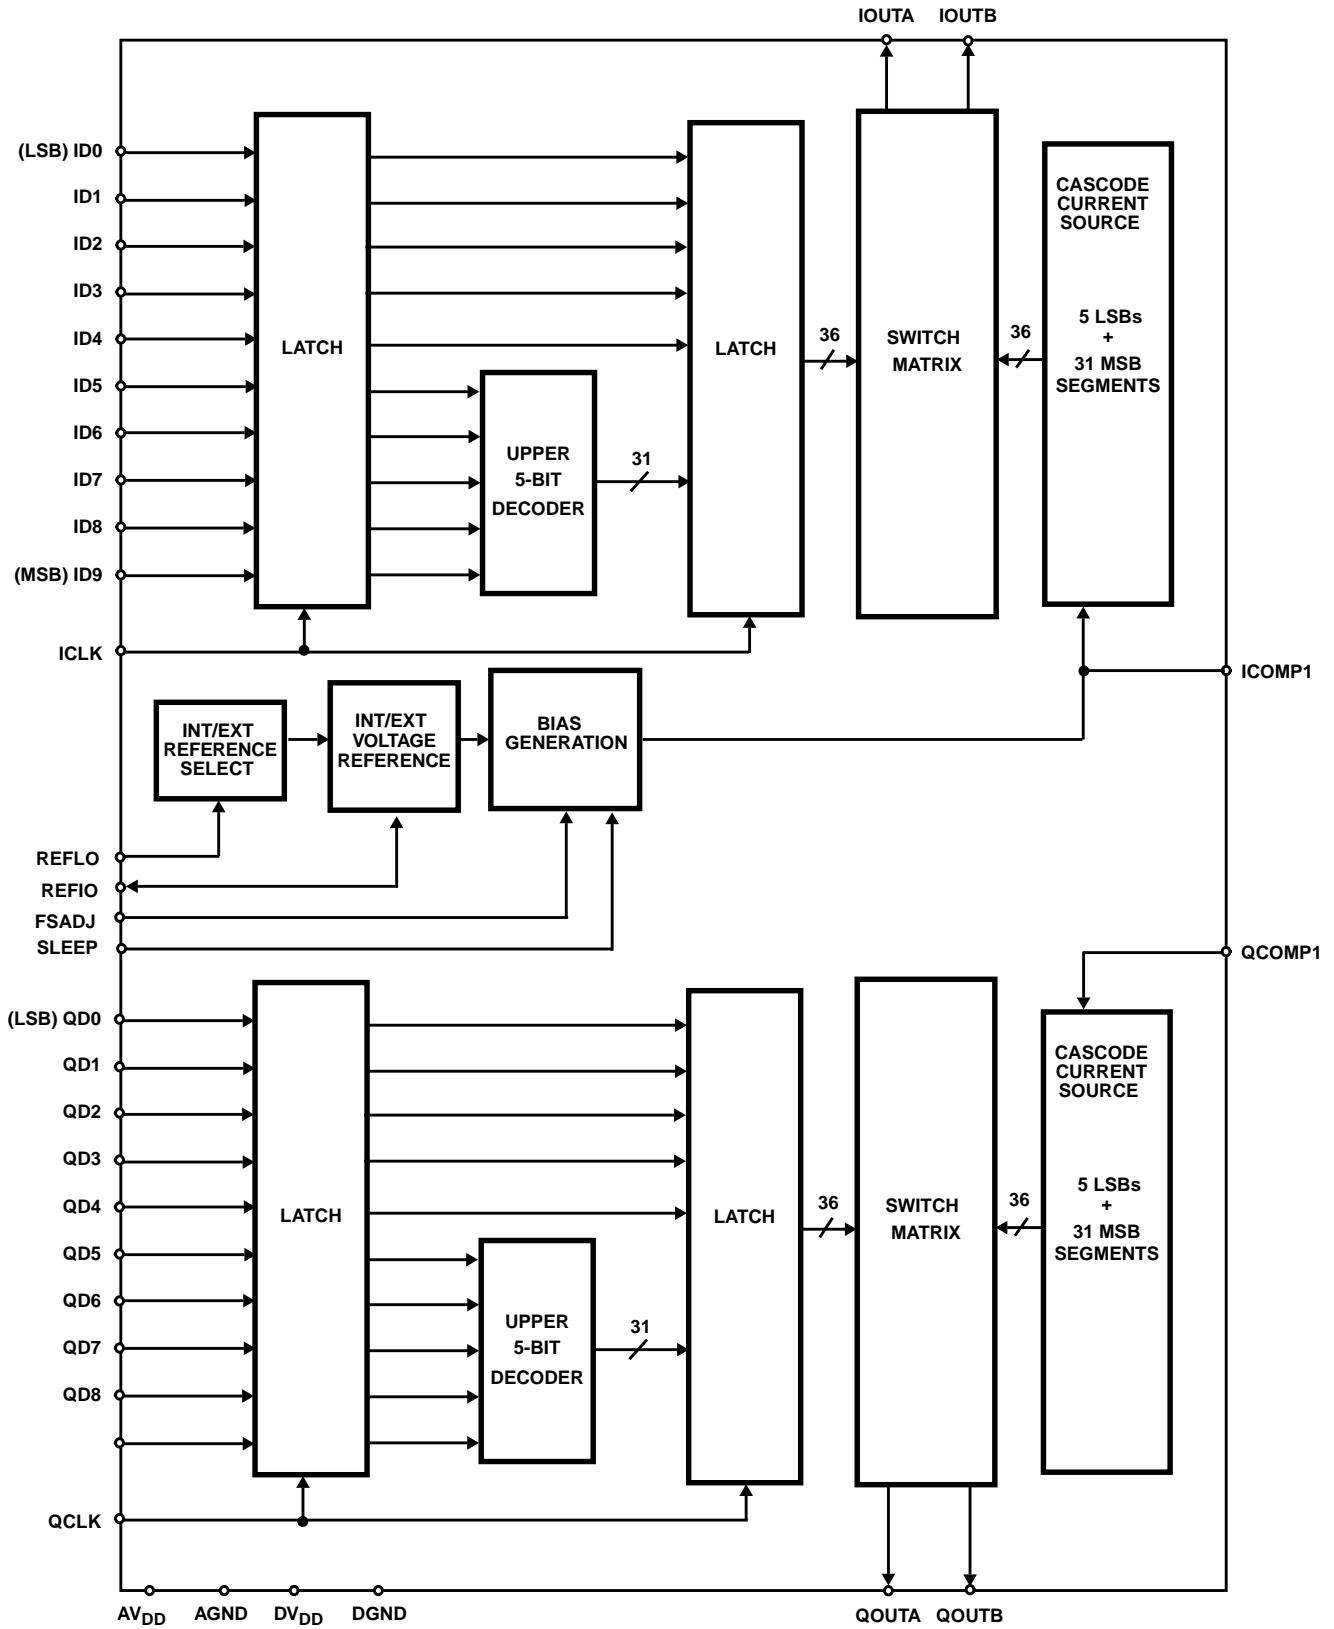 IOUTA IOUTB
(LSB) ID0
ID1
ID2
ID3
ID4
ID5
ID6
ID7
ID8
(MSB) ID9
ICLK
LATCH
UPPER
5-BIT
DECODER
31
LATCH
36
SWITCH
MATRIX
36
CASCODE
CURRENT
SOURCE
5 LSBs
+
31 MSB
SEGMENTS
ICOMP1
INT/EXT
REFERENCE
SELECT
INT/EXT
VOLTAGE
REFERENCE
BIAS
GENERATION
REFLO
REFIO
FSADJ
SLEEP
QCOMP1
(LSB) QD0
QD1
QD2
QD3
QD4
QD5
QD6
QD7
QD8
QCLK
LATCH
UPPER
5-BIT
DECODER
31
LATCH
36
SWITCH
MATRIX
36
CASCODE
CURRENT
SOURCE
5 LSBs
+
31 MSB
SEGMENTS
AVDD AGND DVDD DGND QOUTA QOUTB